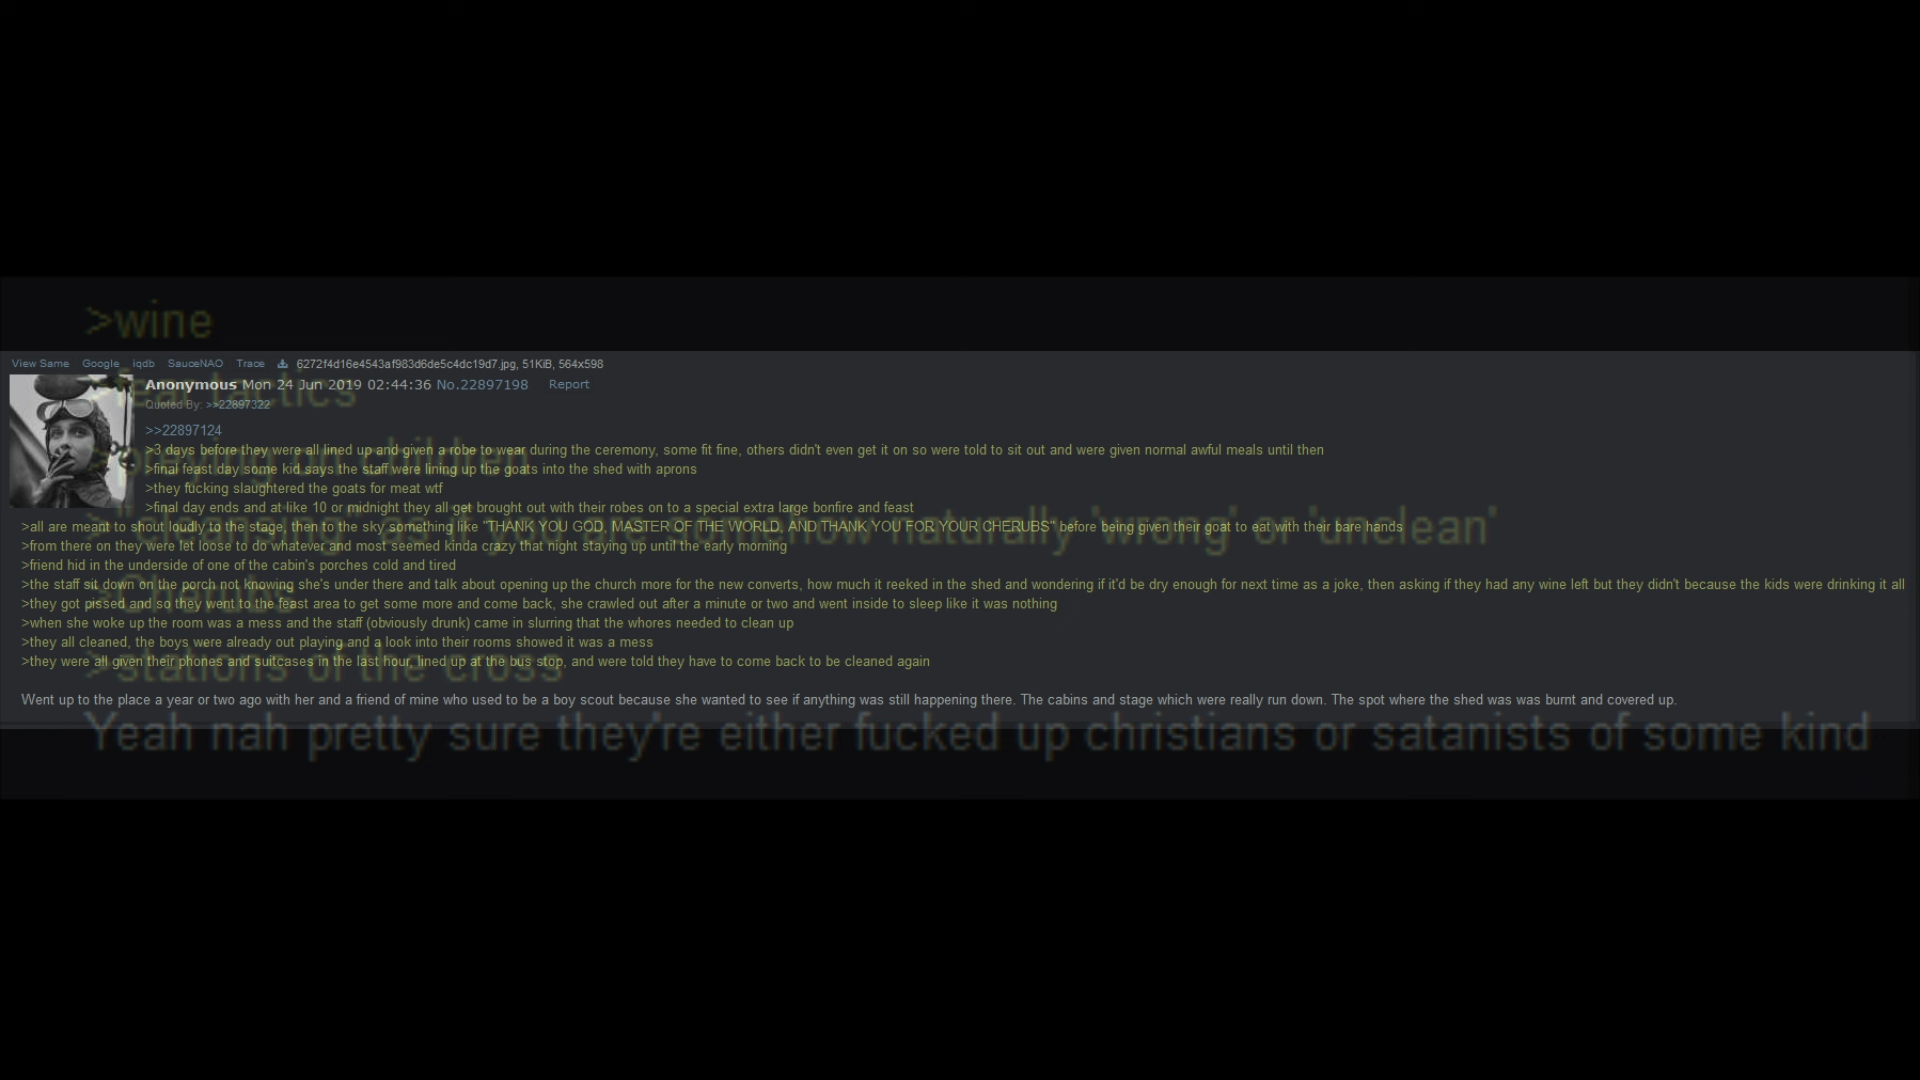 View Same Google iqdb SauceNAO Trace 6272f4d16e4543af983d6de5c4dc19d7.jpg, 51KiB, 564x598
Anonymous Mon 24 Jun 2019 02:44:36 No.22897198 Report
Quoted By: >>22897322
>>22897124
>3 days before they were all lined up and given a robe to wear during the ceremony, some fit fine, others didn't even get it on so were told to sit out and were given normal awful meals until then
>final feast day some kid says the staff were lining up the goats into the shed with aprons
>they fucking slaughtered the goats for meat wtf
>final day ends and at like 10 or midnight they all get brought out with their robes on to a special extra large bonfire and feast
>all are meant to shout loudly to the stage, then to the sky something like "THANK YOU GOD, MASTER OF THE WORLD, AND THANK YOU FOR YOUR CHERUBS" before being given their goat to eat with their bare hands
>from there on they were let loose to do whatever and most seemed kinda crazy that night staying up until the early morning
>friend hid in the underside of one of the cabin's porches cold and tired
>the staff sit down on the porch not knowing she's under there and talk about opening up the church more for the new converts, how much it reeked in the shed and wondering if it'd be dry enough for next time as a joke, then asking if they had any wine left but they didn't because the kids were drinking it all
>they got pissed and so they went to the feast area to get some more and come back, she crawled out after a minute or two and went inside to sleep like it was nothing
>when she woke up the room was a mess and the staff (obviously drunk) came in slurring that the whores needed to clean up
>they all cleaned, the boys were already out playing and a look into their rooms showed it was a mess
>they were all given their phones and suitcases in the last hour, lined up at the bus stop, and were told they have to come back to be cleaned again
Went up to the place a year or two ago with her and a friend of mine who used to be a boy scout because she wanted to see if anything was still happening there. The cabins and stage which were really run down. The spot where the shed was was burnt and covered up.
>wine
>fear tactics
>preying on children
>"cleansing" as if you are somehow naturally 'wrong' or 'unclean'
>Cherubs
>stations of the cross
Yeah nah pretty sure they're either fucked up christians or satanists of some kind